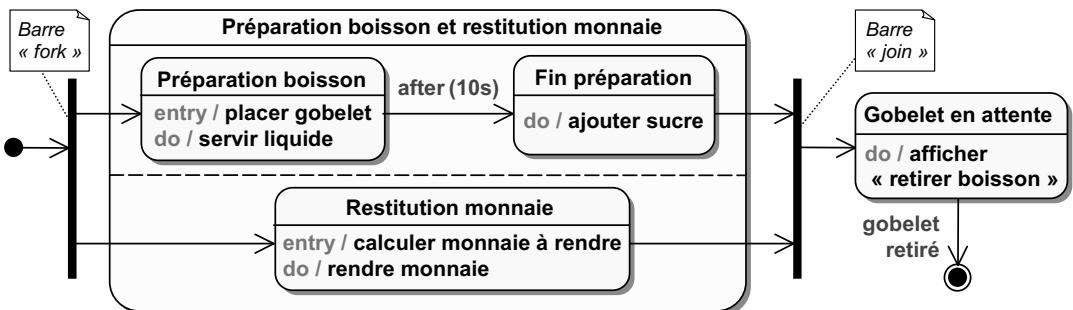 Barre
« fork »
Préparation boisson et restitution monnaie
Barre
« join »
Préparation boisson
entry / placer gobelet
do / servir liquide
after (10s)
Fin préparation
do / ajouter sucre
Gobelet en attente
do / afficher
« retirer boisson »
Restitution monnaie
entry / calculer monnaie à rendre
do / rendre monnaie
gobelet
retiré